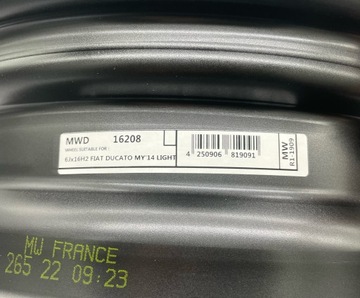 MWD 16208
WHEEL SUITABLE FOR :
6Jx16H2 FIAT DUCATO MY'14 LIGHT
4 250906 819091
MW
R1-1909
MW FRANCE
265 22 09:23